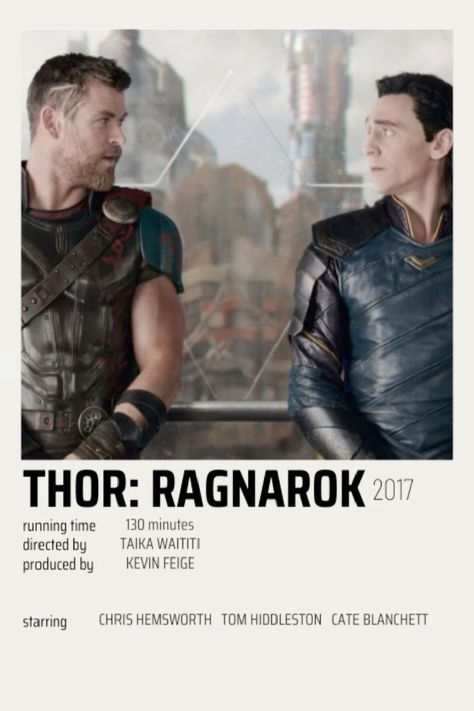 THOR: RAGNAROK 2017
running time 130 minutes
directed by TAIKA WAITITI
produced by KEVIN FEIGE
starring CHRIS HEMSWORTH TOM HIDDLESTON CATE BLANCHETT